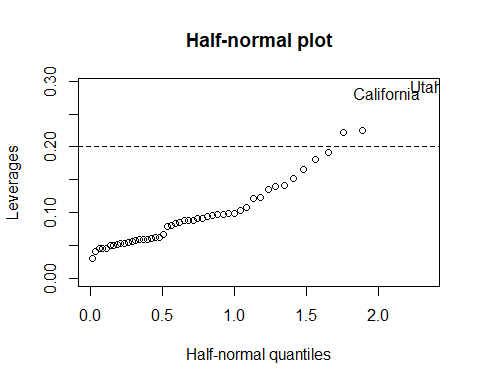 Half-normal plot
Leverages
0.30
0.20
0.10
0.00
California
Utah
0.0 0.5 1.0 1.5 2.0
Half-normal quantiles